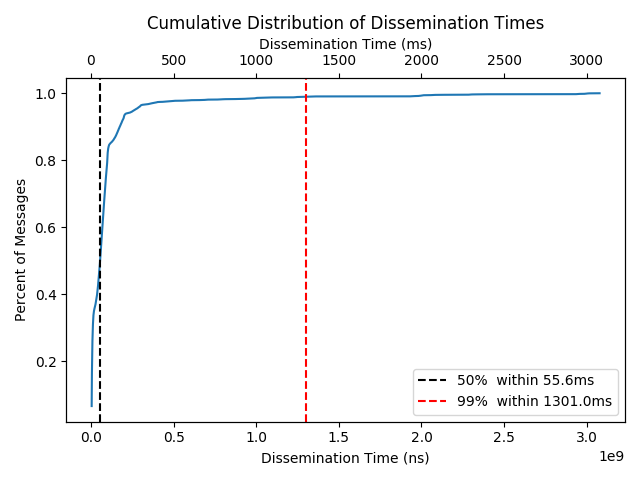 Cumulative Distribution of Dissemination Times
Dissemination Time (ms)
0 500 1000 1500 2000 2500 3000
Percent of Messages
1.0
0.8
0.6
0.4
0.2
50%  within 55.6ms
99%  within 1301.0ms
0.0 0.5 1.0 1.5 2.0 2.5 3.0
1e9
Dissemination Time (ns)